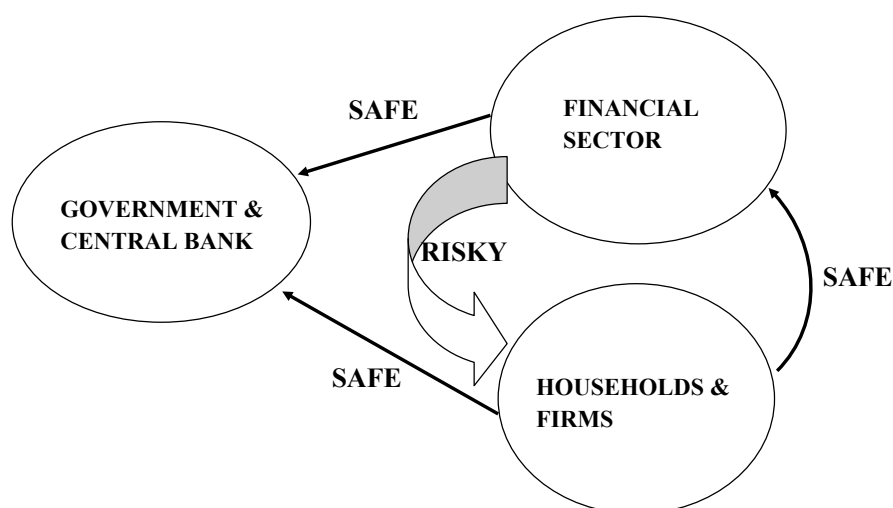 SAFE
FINANCIAL
SECTOR
GOVERNMENT &
CENTRAL BANK
RISKY
SAFE
SAFE
HOUSEHOLDS &
FIRMS